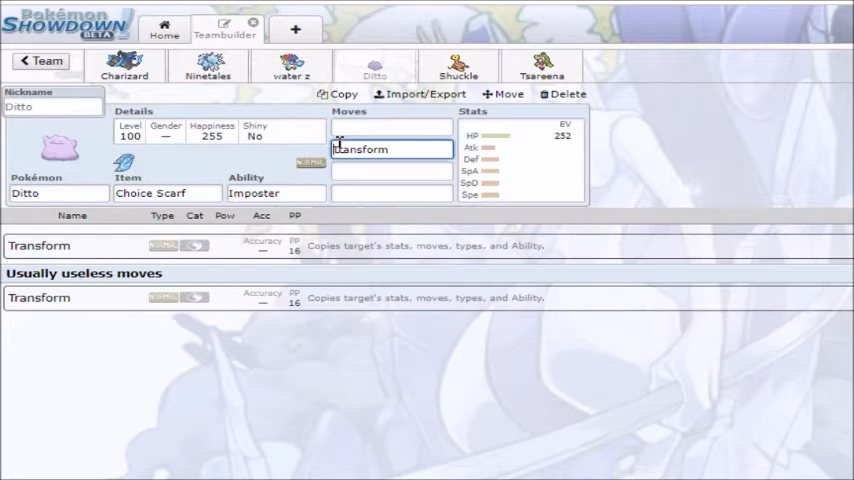 Pokémon
SHOWDOWN!
BETA
Home
Teambuilder
+
< Team
Charizard
Ninetales
water z
Ditto
Shuckle
Tsareena
Copy
Import/Export
Move
Delete
Nickname
Ditto
Details
Moves
Stats
Level
100
Gender
—
Happiness
255
Shiny
No
EV
HP
252
Atk
Def
SpA
SpD
Spe
transform
NORMAL
Pokémon
Item
Ability
Ditto
Choice Scarf
Imposter
Name Type Cat Pow Acc PP
Transform NORMAL Accuracy — PP 16 Copies target's stats, moves, types, and Ability.
Usually useless moves
Transform NORMAL Accuracy — PP 16 Copies target's stats, moves, types, and Ability.